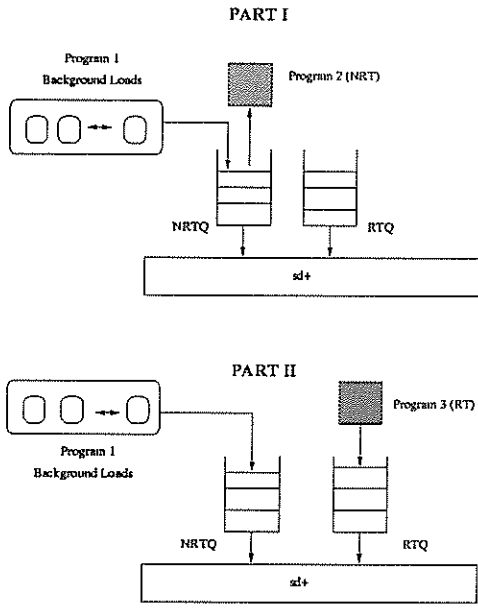 PART I
Program 1
Background Loads
Program 2 (NRT)
NRTQ
RTQ
sd+
PART II
Program 3 (RT)
Program 1
Background Loads
NRTQ
RTQ
sd+